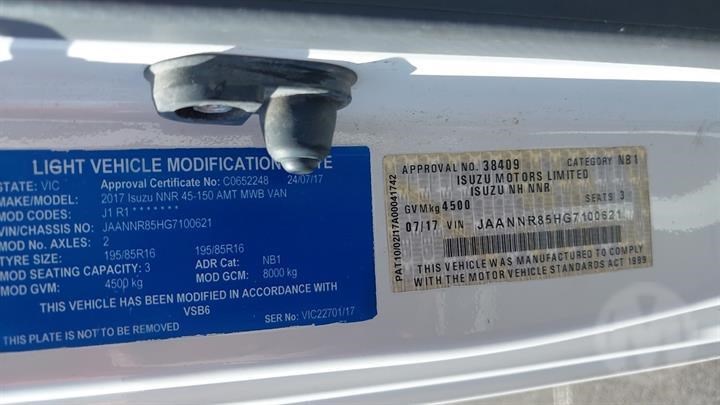 LIGHT VEHICLE MODIFICATION
STATE: VIC Approval Certificate No: C0652248 24/07/17
MAKE/MODEL: 2017 Isuzu NNR 45-150 AMT MWB VAN
MOD CODES: J1 R1 * * * * * * *
VIN/CHASSIS NO: JAANNR85HG7100621
NO. AXLES: 2
TYRE SIZE: 195/85R16 195/85R16
MOD SEATING CAPACITY: 3 ADR Cat: NB1
MOD GVM: 4500 kg MOD GCM: 8000 kg
THIS VEHICLE HAS BEEN MODIFIED IN ACCORDANCE WITH
VSB6
THIS PLATE IS NOT TO BE REMOVED SER No: VIC22701/17
APPROVAL NO. 38409 CATEGORY NB1
ISUZU MOTORS LIMITED
ISUZU NH NNR
GVMkg4500 SEATS 3
07/17 VIN JAANNR85HG7100621
THIS VEHICLE WAS MANUFACTURED TO COMPLY
WITH THE MOTOR VEHICLE STANDARDS ACT 1989
PAT10/02/17A00041742